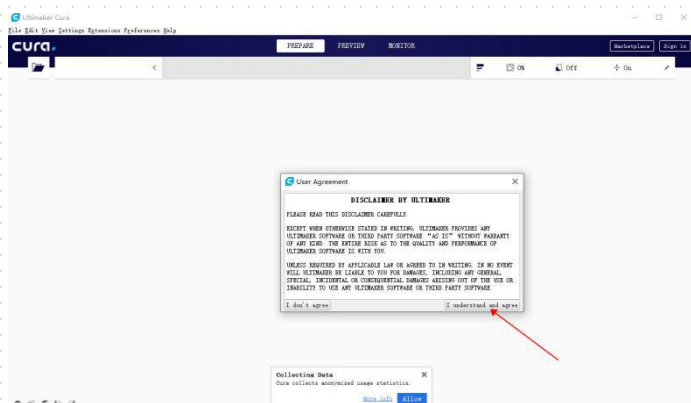 Ultimaker Cura
File Edit View Settings Extensions Preferences Help
cura.
PREPARE PREVIEW MONITOR
Marketplace Sign in
0% Off On
User Agreement
DISCLAIMER BY ULTIMAKER
PLEASE READ THIS DISCLAIMER CAREFULLY.
EXCEPT WHEN OTHERWISE STATED IN WRITING, ULTIMAKER PROVIDES ANY
ULTIMAKER SOFTWARE OR THIRD PARTY SOFTWARE "AS IS" WITHOUT WARRANTY
OF ANY KIND. THE ENTIRE RISK AS TO THE QUALITY AND PERFORMANCE OF
ULTIMAKER SOFTWARE IS WITH YOU.
UNLESS REQUIRED BY APPLICABLE LAW OR AGREED TO IN WRITING, IN NO EVENT
WILL ULTIMAKER BE LIABLE TO YOU FOR DAMAGES, INCLUDING ANY GENERAL,
SPECIAL, INCIDENTAL OR CONSEQUENTIAL DAMAGES ARISING OUT OF THE USE OR
INABILITY TO USE ANY ULTIMAKER SOFTWARE OR THIRD PARTY SOFTWARE.
I don't agree I understand and agree
Collecting Data
Cura collects anonymized usage statistics.
More info Allow